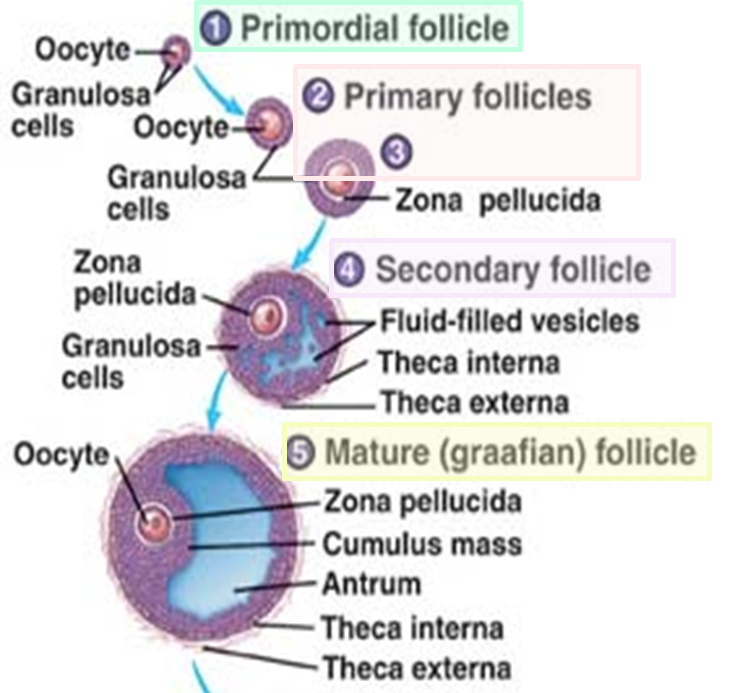 1 Primordial follicle
Oocyte
Granulosa
cells
2 Primary follicles
Oocyte
3
Granulosa
cells
Zona pellucida
4 Secondary follicle
Zona
pellucida
Fluid-filled vesicles
Granulosa
cells
Theca interna
Theca externa
5 Mature (graafian) follicle
Oocyte
Zona pellucida
Cumulus mass
Antrum
Theca interna
Theca externa